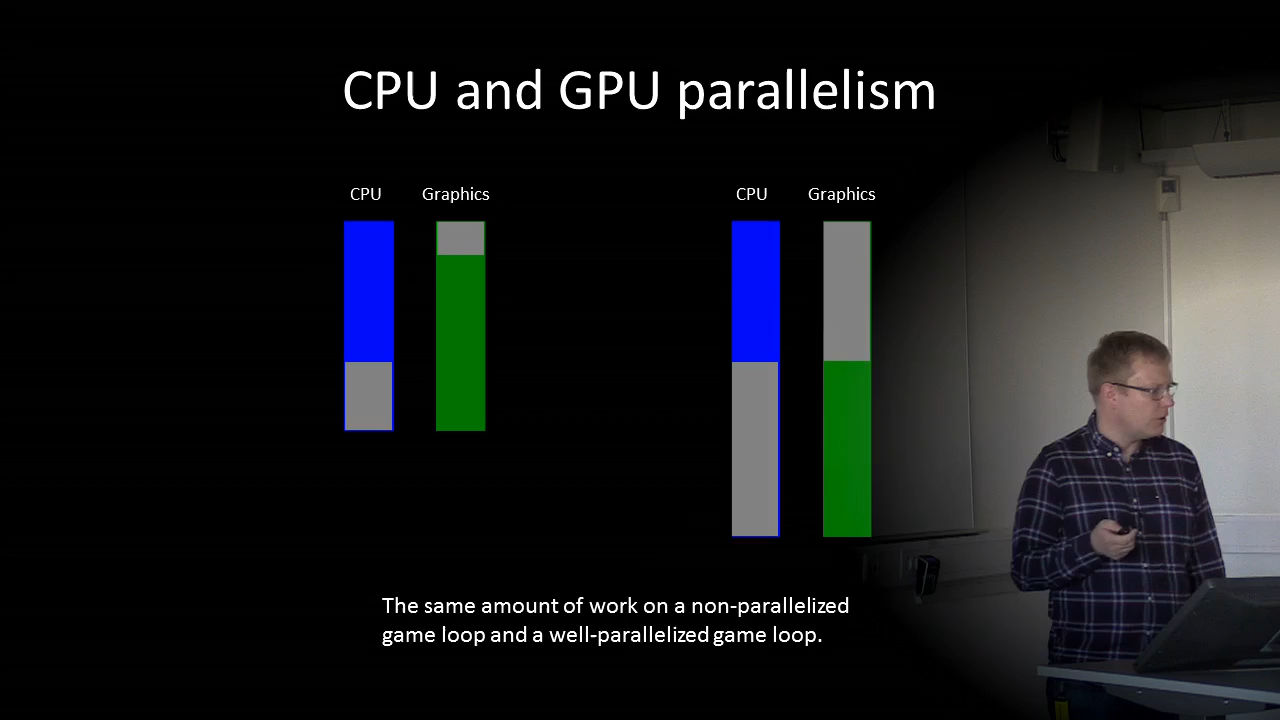 CPU and GPU parallelism
CPU Graphics CPU Graphics
The same amount of work on a non-parallelized
game loop and a well-parallelized game loop.